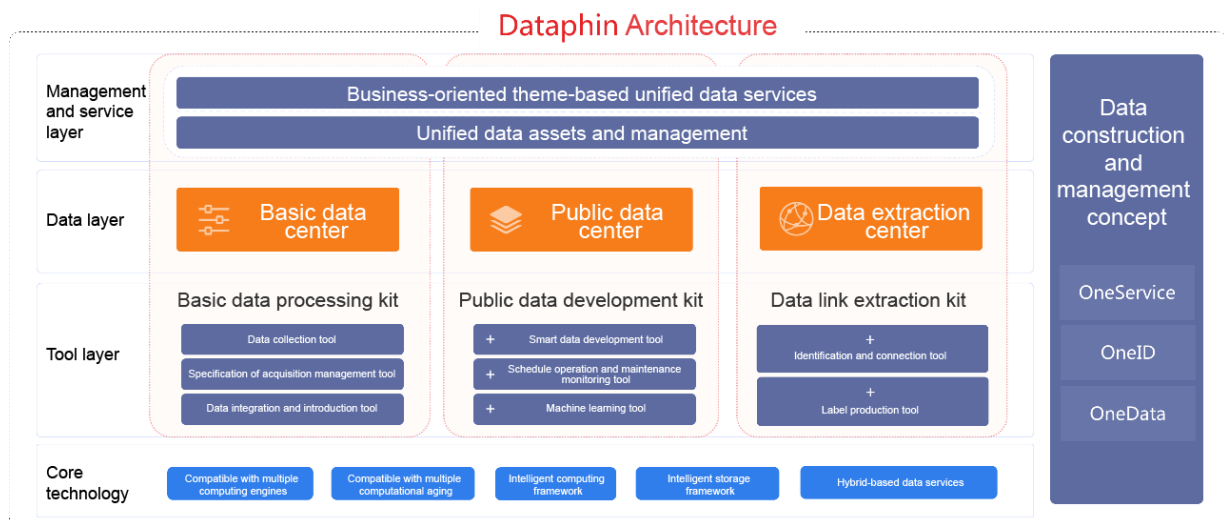 Dataphin Architecture
Management
and service
layer
Business-oriented theme-based unified data services
Unified data assets and management
Data layer
Basic data
center
Public data
center
Data extraction
center
Tool layer
Basic data processing kit
Data collection tool
Specification of acquisition management tool
Data integration and introduction tool
Public data development kit
+ Smart data development tool
+ Schedule operation and maintenance
monitoring tool
+ Machine learning tool
Data link extraction kit
+
Identification and connection tool
+
Label production tool
Core
technology
Compatible with multiple
computing engines
Compatible with multiple
computational aging
Intelligent computing
framework
Intelligent storage
framework
Hybrid-based data services
Data
construction
and
management
concept
OneService
OneID
OneData